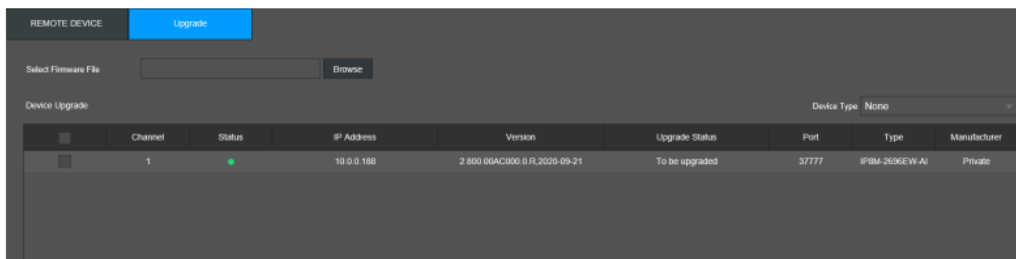 REMOTE DEVICE Upgrade
Select Firmware File Browse
Device Upgrade Device Type None
Channel Status IP Address Version Upgrade Status Port Type Manufacturer
1 10.0.0.188 2.800.00AC000.0.R,2020-09-21 To be upgraded 37777 IP8M-2696EW-AI Private